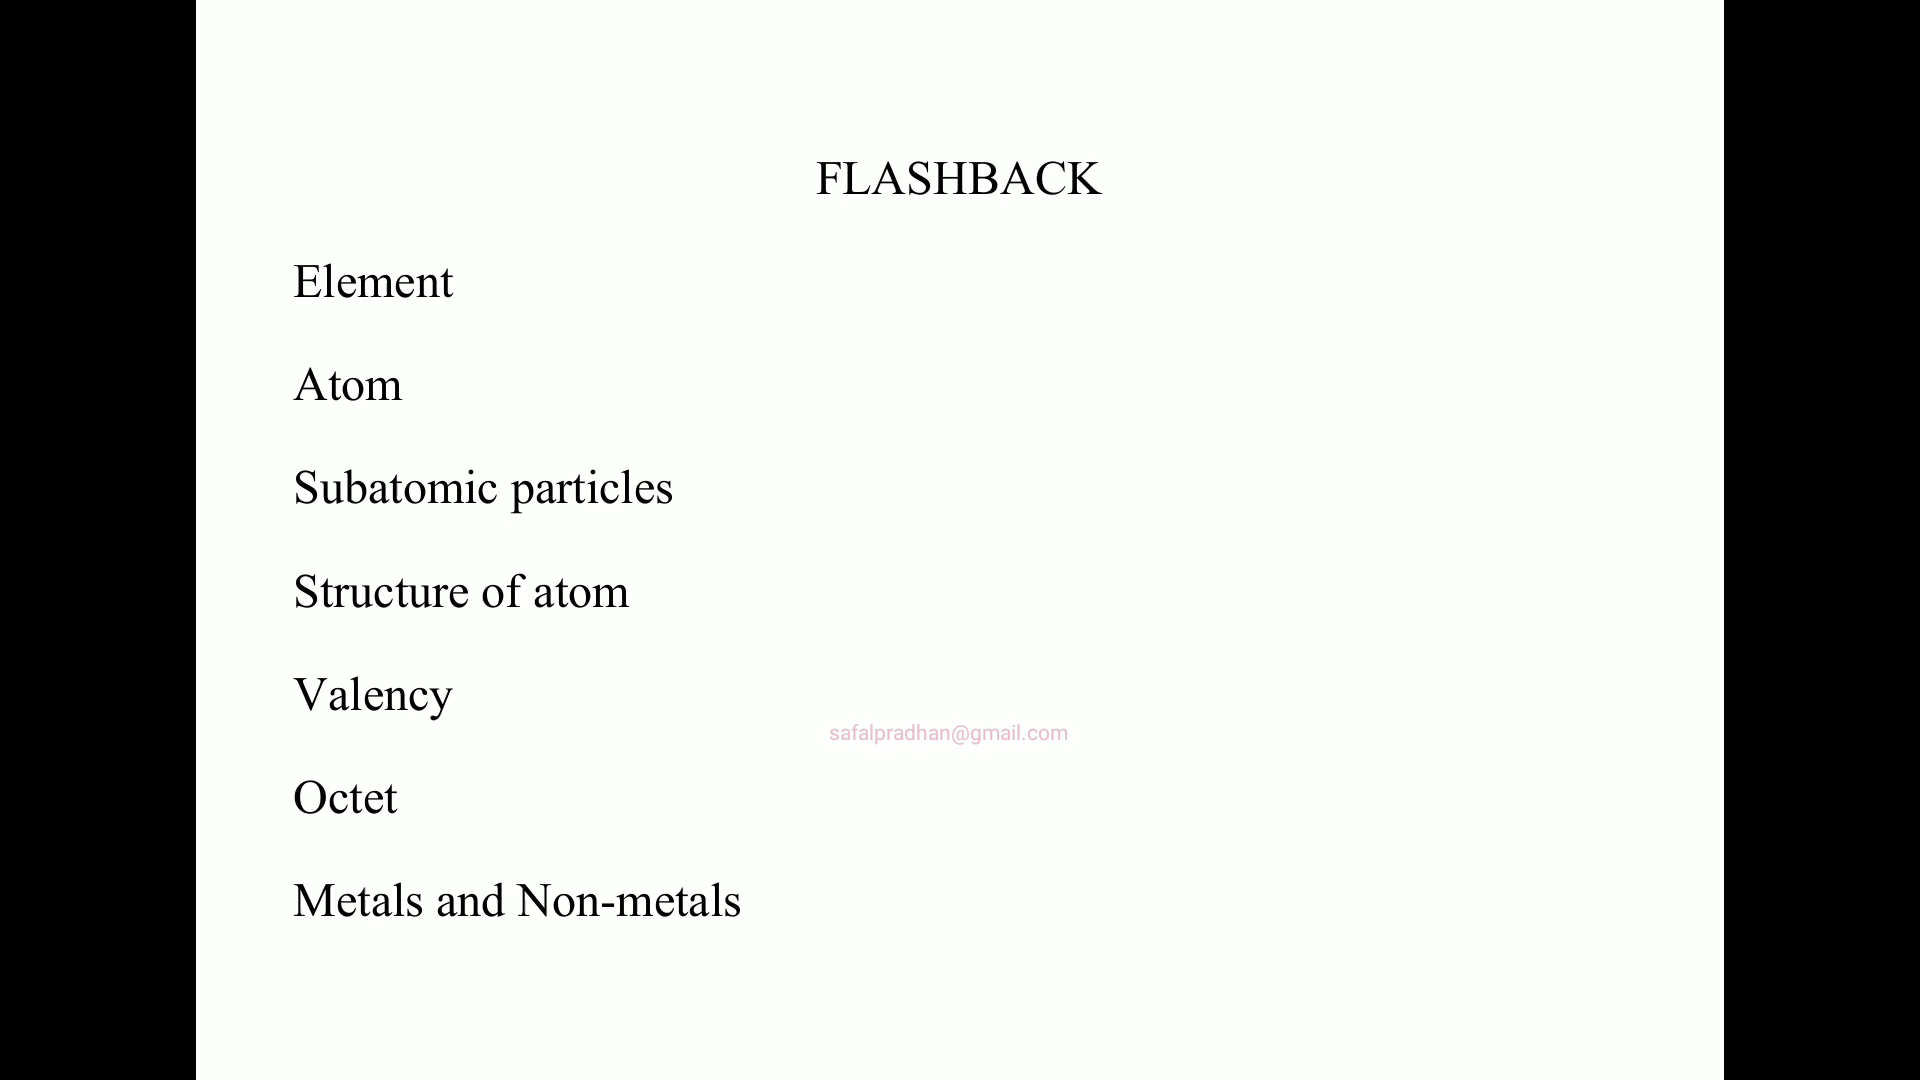 FLASHBACK
Element
Atom
Subatomic particles
Structure of atom
Valency
safalpradhan@gmail.com
Octet
Metals and Non-metals